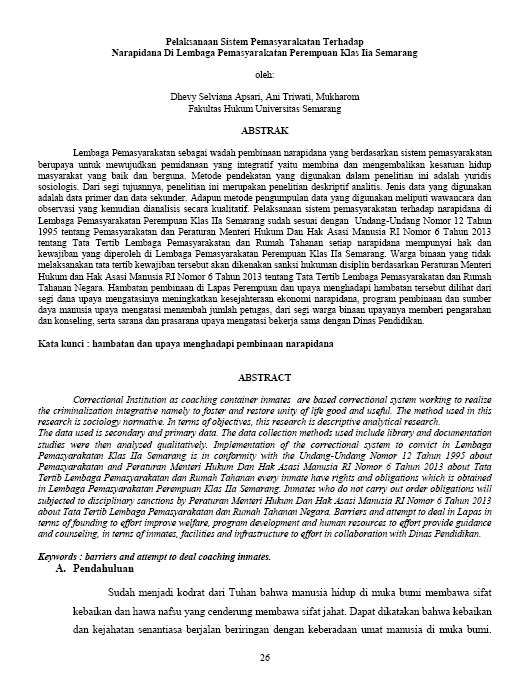 Pelaksanaan Sistem Pemasyarakatan Terhadap
Narapidana Di Lembaga Pemasyarakatan Perempuan Klas Iia Semarang
oleh:
Dhevy Selviana Apsari, Ani Triwati, Mukharom
Fakultas Hukum Universitas Semarang
ABSTRAK
Lembaga Pemasyarakatan sebagai wadah pembinaan narapidana yang berdasarkan sistem pemasyarakatan
berupaya untuk mewujudkan pemidanaan yang integratif yaitu membina dan mengembalikan kesatuan hidup
masyarakat yang baik dan berguna. Metode pendekatan yang digunakan dalam penelitian ini adalah yuridis
sosiologis. Dari segi tujuannya, penelitian ini merupakan penelitian deskriptif analitis. Jenis data yang digunakan
adalah data primer dan data sekunder. Adapun metode pengumpulan data yang digunakan meliputi wawancara dan
observasi yang kemudian dianalisis secara kualitatif. Pelaksanaan sistem pemasyarakatan terhadap narapidana di
Lembaga Pemasyarakatan Perempuan Klas IIa Semarang sudah sesuai dengan Undang-Undang Nomor 12 Tahun
1995 tentang Pemasyarakatan dan Peraturan Menteri Hukum Dan Hak Asasi Manusia RI Nomor 6 Tahun 2013
tentang Tata Tertib Lembaga Pemasyarakatan dan Rumah Tahanan setiap narapidana mempunyai hak dan
kewajiban yang diperoleh di Lembaga Pemasyarakatan Perempuan Klas IIa Semarang. Warga binaan yang tidak
melaksanakan tata tertib kewajiban tersebut akan dikenakan sanksi hukuman disiplin berdasarkan Peraturan Menteri
Hukum dan Hak Asasi Manusia RI Nomor 6 Tahun 2013 tentang Tata Tertib Lembaga Pemasyarakatan dan Rumah
Tahanan Negara. Hambatan pembinaan di Lapas Perempuan dan upaya menghadapi hambatan tersebut dilihat dari
segi dana upaya mengatasinya meningkatkan kesejahteraan ekonomi narapidana, program pembinaan dan sumber
daya manusia upaya mengatasi menambah jumlah petugas, dari segi warga binaan upayanya memberi pengarahan
dan konseling, serta sarana dan prasarana upaya mengatasi bekerja sama dengan Dinas Pendidikan.
Kata kunci : hambatan dan upaya menghadapi pembinaan narapidana
ABSTRACT
Correctional Institution as coaching container inmates are based correctional system working to realize
the criminalization integrative namely to foster and restore unity of life good and useful. The method used in this
research is sociology normative. In terms of objectives, this research is descriptive analytical research.
The data used is secondary and primary data. The data collection methods used include library and documentation
studies were then analyzed qualitatively. Implementation of the correctional system to convict in Lembaga
Pemasyarakatan Klas IIa Semarang is in conformity with the Undang-Undang Nomor 12 Tahun 1995 about
Pemasyarakatan and Peraturan Menteri Hukum Dan Hak Asasi Manusia RI Nomor 6 Tahun 2013 about Tata
Tertib Lembaga Pemasyarakatan dan Rumah Tahanan every inmate have rights and obligations which is obtained
in Lembaga Pemasyarakatan Perempuan Klas IIa Semarang. Inmates who do not carry out order obligations will
subjected to disciplinary sanctions by Peraturan Menteri Hukum Dan Hak Asasi Manusia RI Nomor 6 Tahun 2013
about Tata Tertib Lembaga Pemasyarakatan dan Rumah Tahanan Negara. Barriers and attempt to deal in Lapas in
terms of founding to effort improve welfare, program development and human resources to effort provide guidance
and counseling, in terms of inmates, facilities and infrastructure to effort in collaboration with Dinas Pendidikan.
Keywords : barriers and attempt to deal coaching inmates.
A. Pendahuluan
Sudah menjadi kodrat dari Tuhan bahwa manusia hidup di muka bumi membawa sifat
kebaikan dan hawa nafsu yang cenderung membawa sifat jahat. Dapat dikatakan bahwa kebaikan
dan kejahatan senantiasa berjalan beriringan dengan keberadaan umat manusia di muka bumi.
26